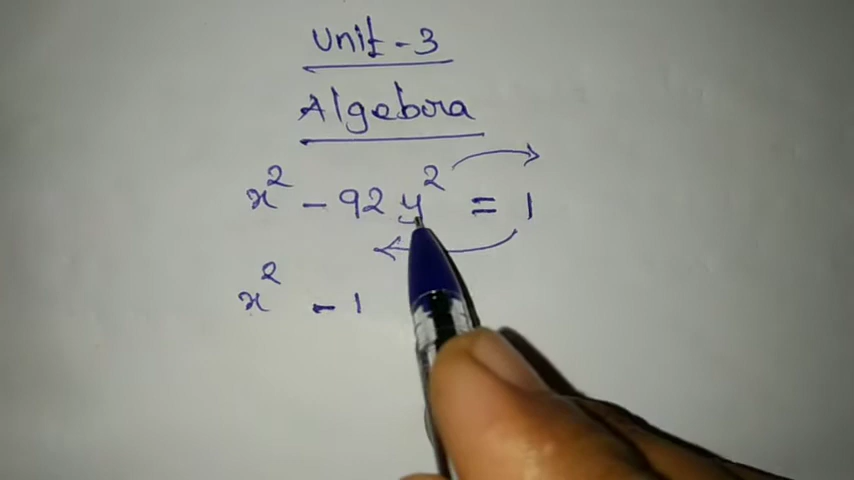 Unit - 3
Algebra
x² - 92y² = 1
x² - 1